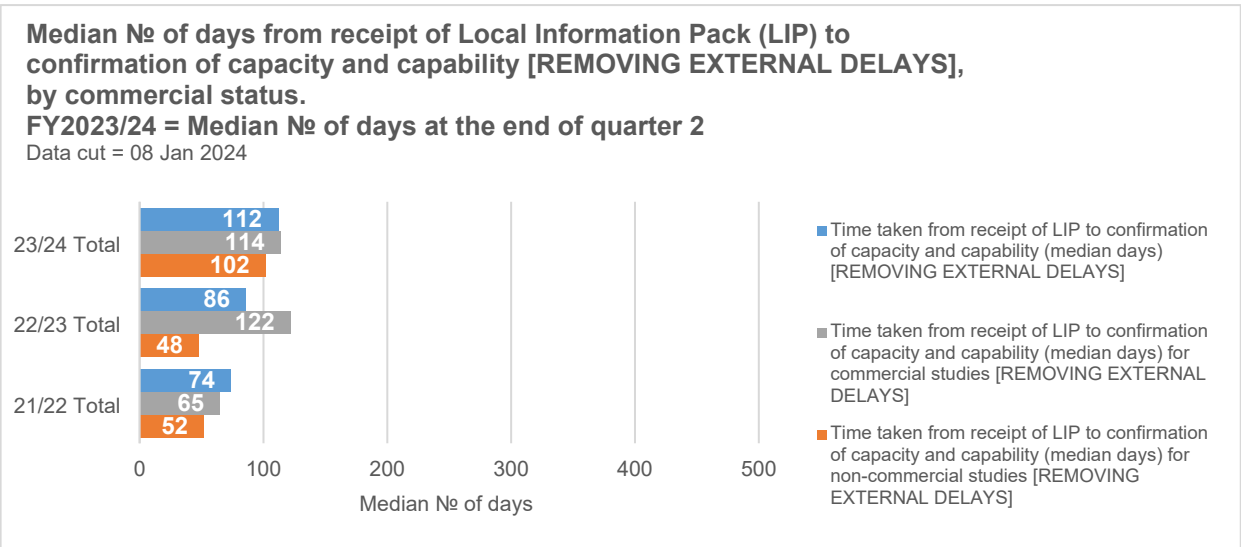 Median № of days from receipt of Local Information Pack (LIP) to
confirmation of capacity and capability [REMOVING EXTERNAL DELAYS],
by commercial status.
FY2023/24 = Median № of days at the end of quarter 2
Data cut = 08 Jan 2024
23/24 Total
112
114
102
22/23 Total
86
122
48
21/22 Total
74
65
52
0 100 200 300 400 500
Median № of days
Time taken from receipt of LIP to confirmation
of capacity and capability (median days)
[REMOVING EXTERNAL DELAYS]
Time taken from receipt of LIP to confirmation
of capacity and capability (median days) for
commercial studies [REMOVING EXTERNAL
DELAYS]
Time taken from receipt of LIP to confirmation
of capacity and capability (median days) for
non-commercial studies [REMOVING
EXTERNAL DELAYS]